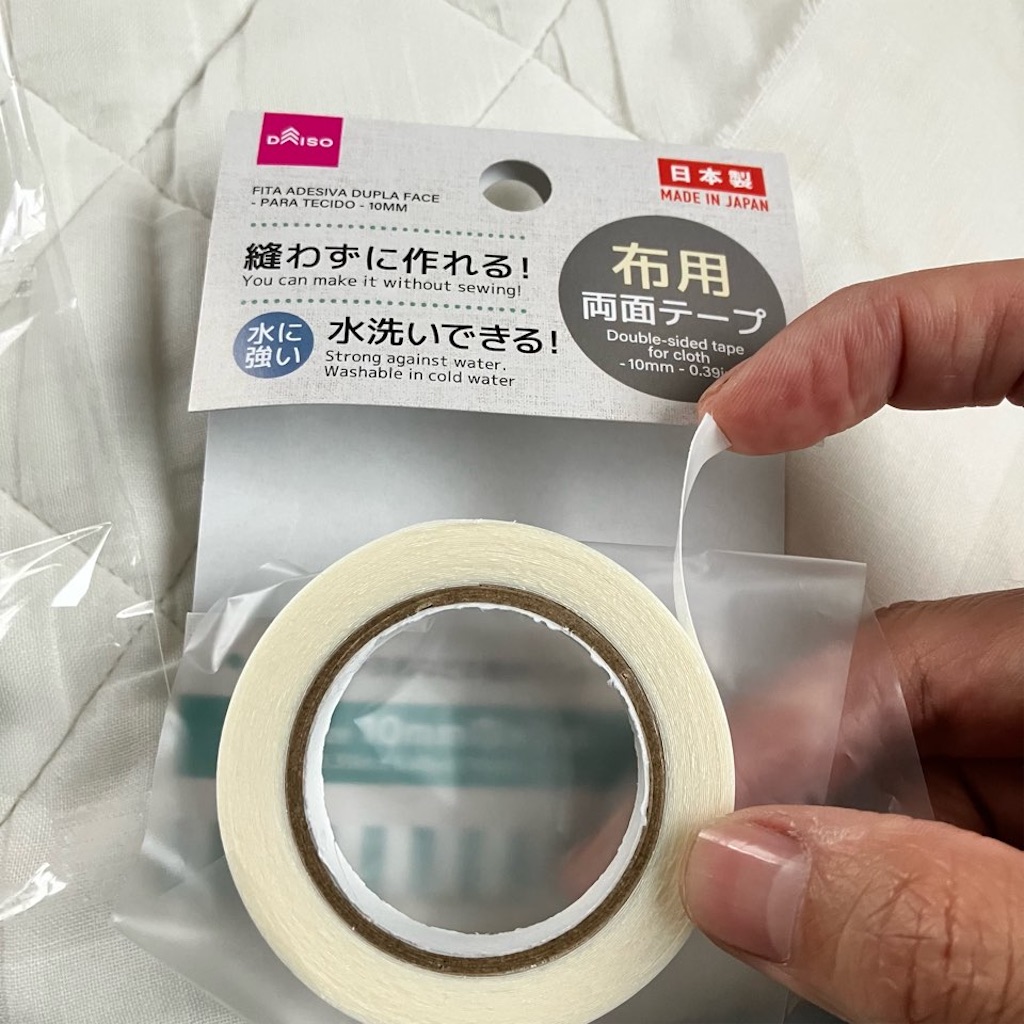 DAISO
日本製
MADE IN JAPAN
FITA ADESIVA DUPLA FACE
- PARA TECIDO - 10MM
縫わずに作れる!
You can make it without sewing!
水に
強い
水洗いできる!
Strong against water.
Washable in cold water
布用
両面テープ
Double-sided tape
for cloth
- 10mm - 0.39i
10mm